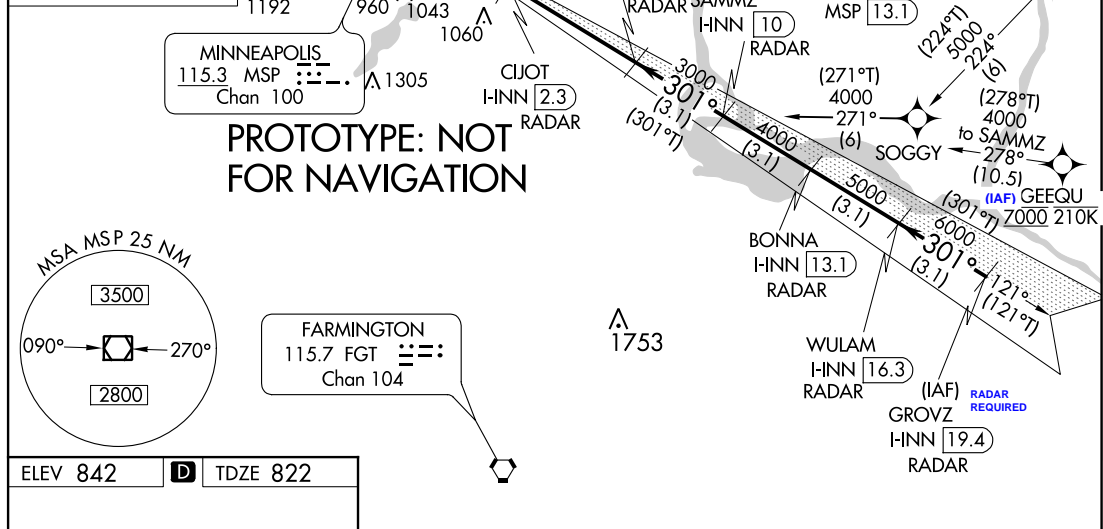 1192
960
1043
1060
RADAR
SAMMZ
I-INN 10
RADAR
MSP 13.1
MINNEAPOLIS
115.3 MSP
Chan 100
1305
CIJOT
I-INN 2.3
RADAR
PROTOTYPE: NOT
FOR NAVIGATION
3000
301°
(3.1)
(301°T)
4000
(3.1)
5000
(3.1)
6000
301°
(3.1)
(301°T)
121°
(121°T)
(224°T)
5000
224°
(6)
(271°T)
4000
271°
(6)
SOGGY
(278°T)
4000
to SAMMZ
278°
(10.5)
(IAF) GEEQU
7000 210K
BONNA
I-INN 13.1
RADAR
WULAM
I-INN 16.3
RADAR
(IAF) RADAR
REQUIRED
GROVZ
I-INN 19.4
RADAR
MSA MSP 25 NM
3500
090° 270°
2800
FARMINGTON
115.7 FGT
Chan 104
1753
ELEV 842 D TDZE 822